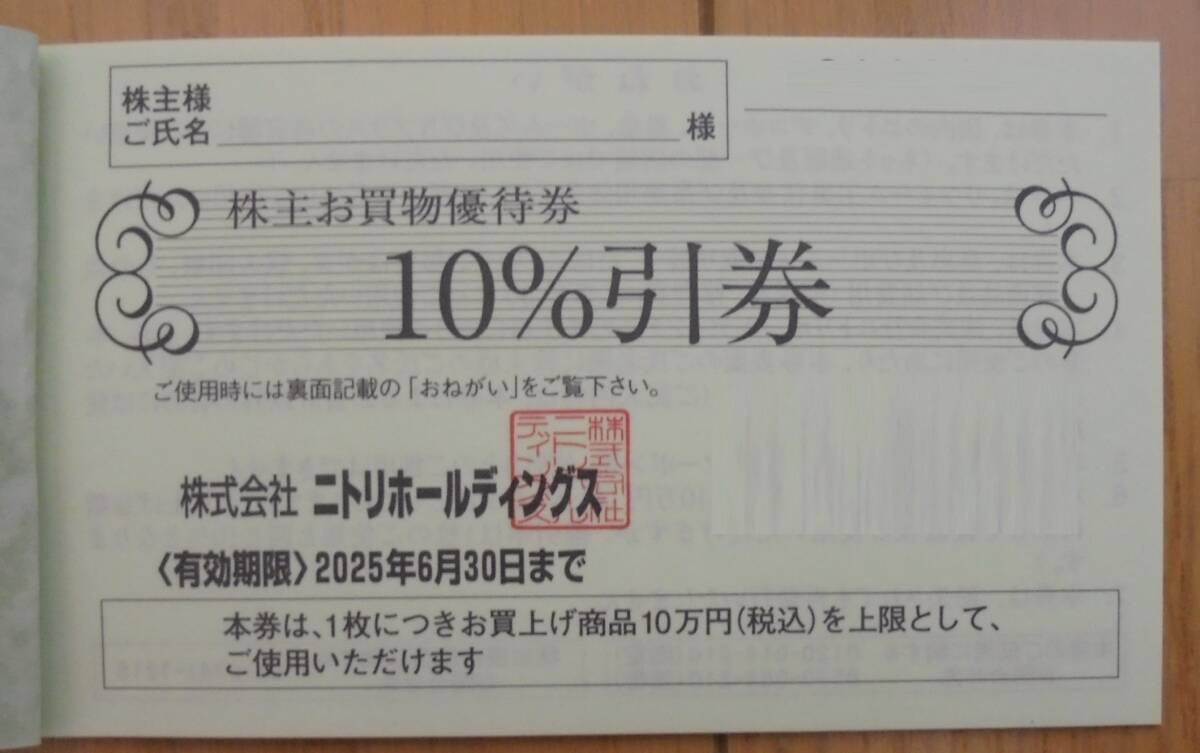 株主様
ご氏名 様
株主お買物優待券
10%引券
ご使用時には裏面記載の「おねがい」をご覧下さい。
株式会社 ニトリホールディングス
〈有効期限〉2025年6月30日まで
本券は、1枚につきお買上げ商品10万円(税込)を上限として、
ご使用いただけます